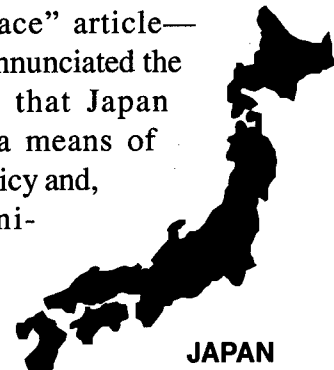 ace” article—
nnunciated the
that Japan
a means of
icy and,
ni-
JAPAN